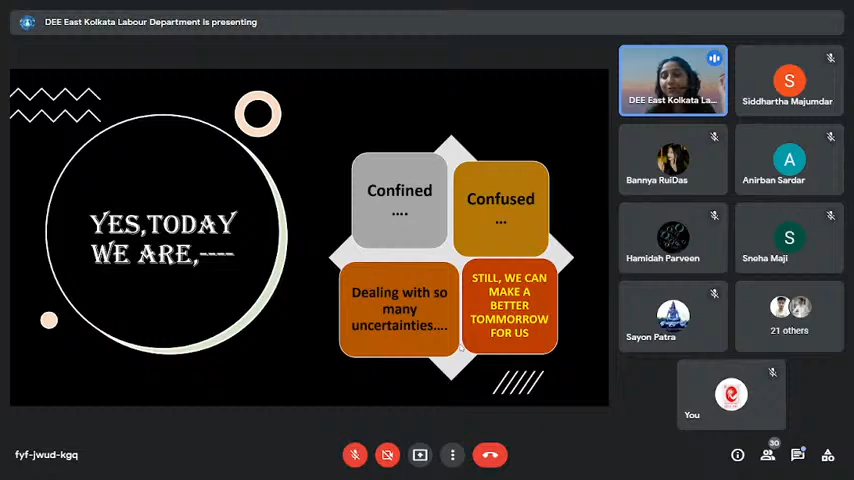 DEE East Kolkata Labour Department is presenting
YES,TODAY
WE ARE,----
Confined
....
Confused
...
Dealing with so
many
uncertainties....
STILL, WE CAN
MAKE A
BETTER
TOMMORROW
FOR US
DEE East Kolkata La...
S
Siddhartha Majumdar
Bannya RuiDas
A
Anirban Sardar
Hamidah Parveen
S
Sneha Maji
Sayon Patra
21 others
You
fyf-jwud-kgq
30